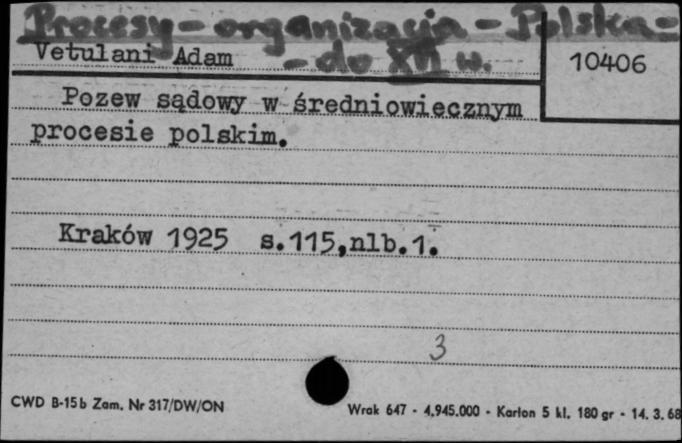 Procesy - organizacja - Polska -
- do XVI w.
Vetulani Adam
10406
Pozew sądowy w średniowiecznym
procesie polskim.
Kraków 1925 s.115,nlb.1.
3
CWD B-15b Zam. Nr 317/DW/ON
Wrak 647 - 4.945.000 - Karton 5 kl. 180 gr - 14. 3. 68